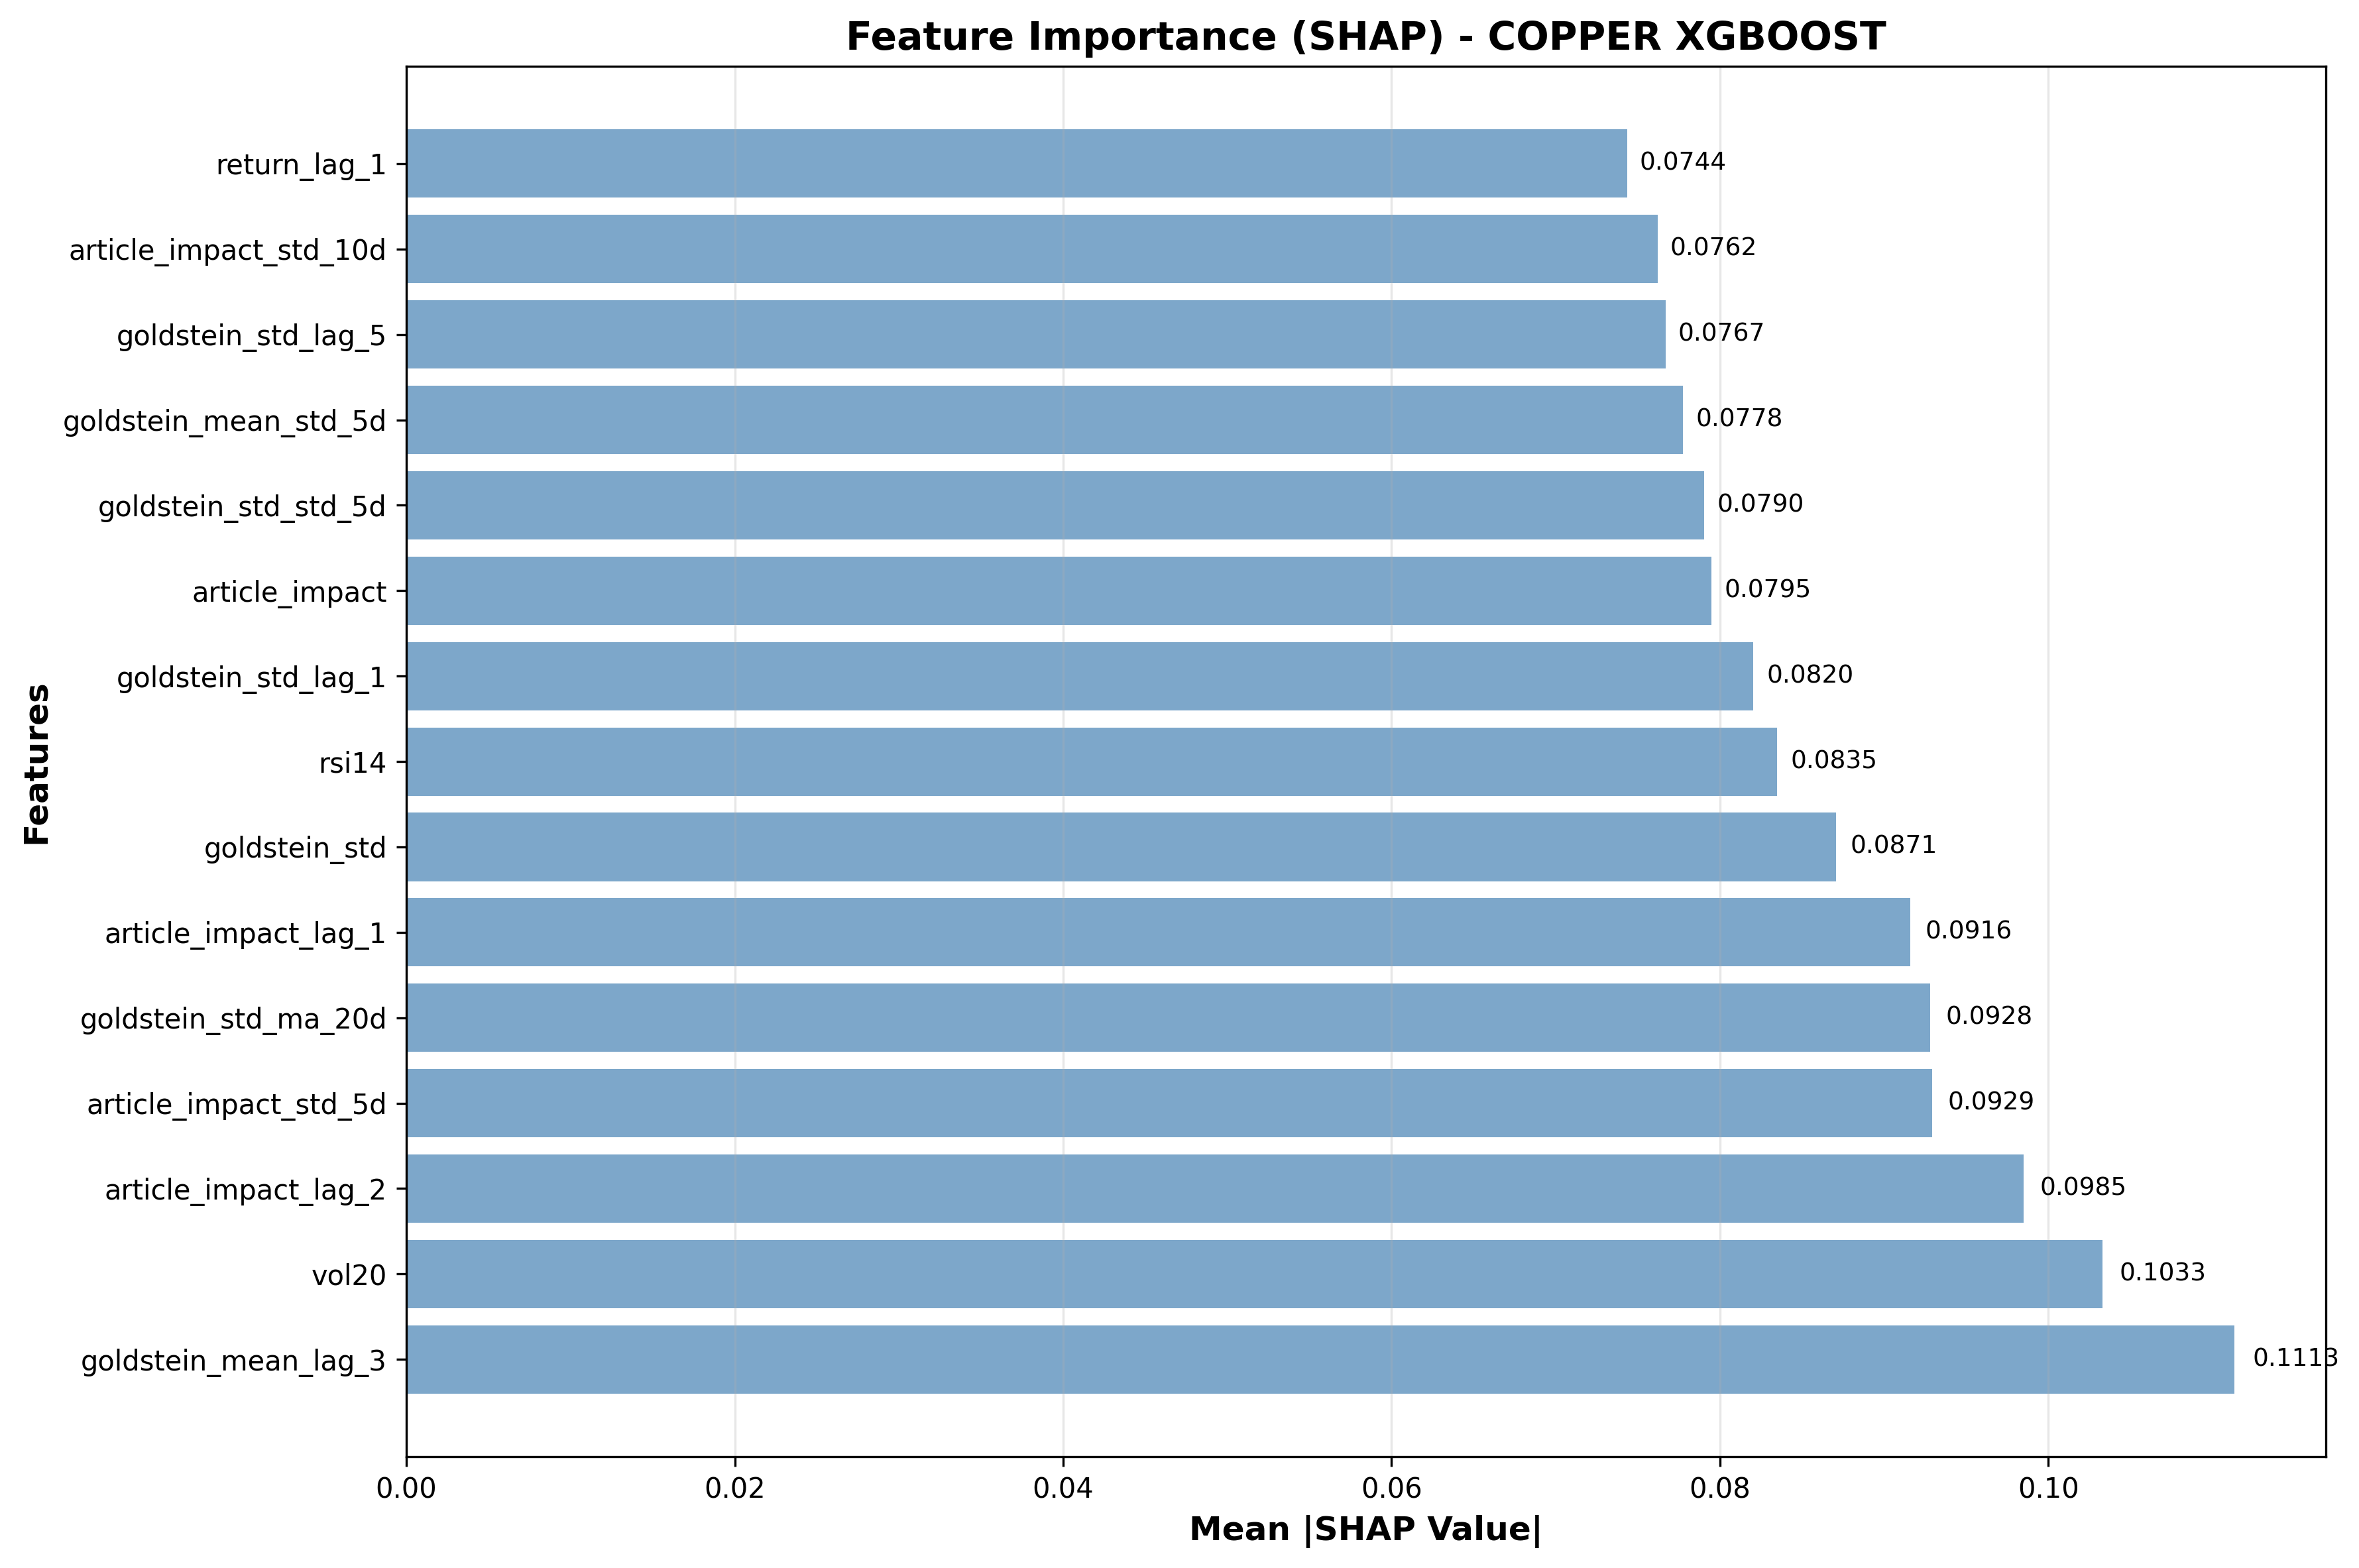 Feature Importance (SHAP) - COPPER XGBOOST
Features
return_lag_1 0.0744
article_impact_std_10d 0.0762
goldstein_std_lag_5 0.0767
goldstein_mean_std_5d 0.0778
goldstein_std_std_5d 0.0790
article_impact 0.0795
goldstein_std_lag_1 0.0820
rsi14 0.0835
goldstein_std 0.0871
article_impact_lag_1 0.0916
goldstein_std_ma_20d 0.0928
article_impact_std_5d 0.0929
article_impact_lag_2 0.0985
vol20 0.1033
goldstein_mean_lag_3 0.1113
0.00 0.02 0.04 0.06 0.08 0.10
Mean |SHAP Value|